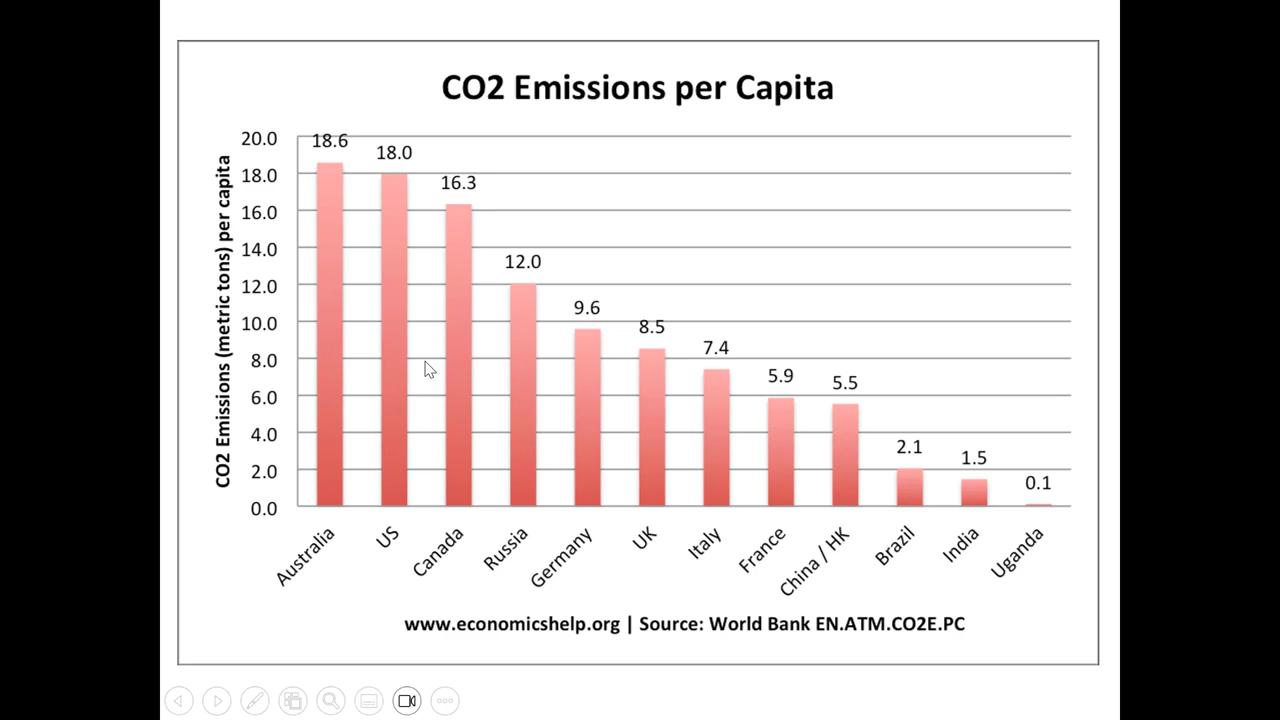 CO2 Emissions per Capita
CO2 Emissions (metric tons) per capita
20.0
18.0
16.0
14.0
12.0
10.0
8.0
6.0
4.0
2.0
0.0
18.6
18.0
16.3
12.0
9.6
8.5
7.4
5.9
5.5
2.1
1.5
0.1
Australia
US
Canada
Russia
Germany
UK
Italy
France
China / HK
Brazil
India
Uganda
www.economicshelp.org | Source: World Bank EN.ATM.CO2E.PC